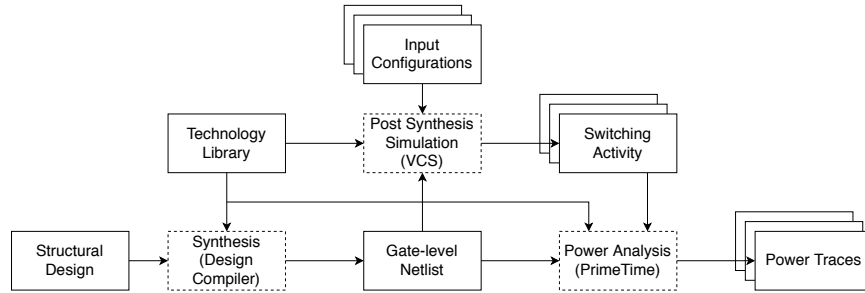 Input
Configurations
Technology
Library
Post Synthesis
Simulation
(VCS)
Switching
Activity
Structural
Design
Synthesis
(Design
Compiler)
Gate-level
Netlist
Power Analysis
(PrimeTime)
Power Traces